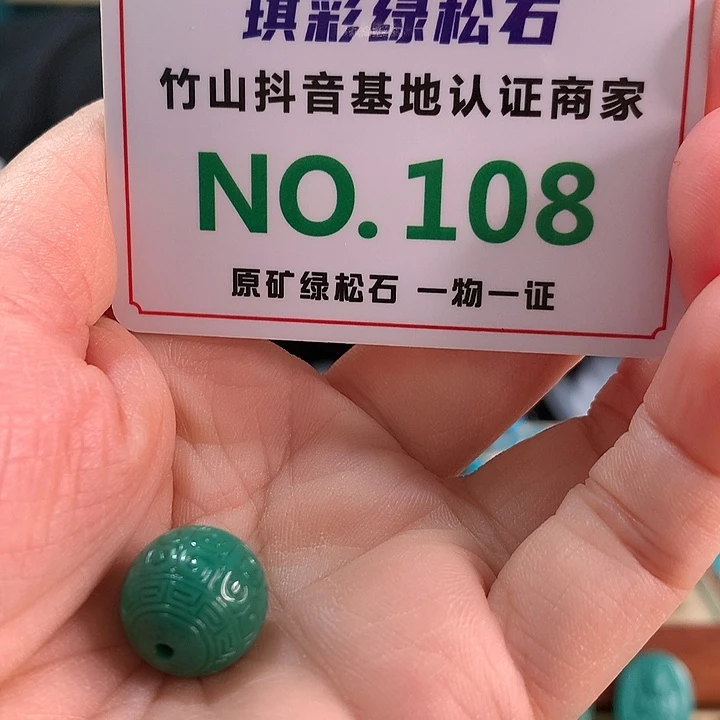 琪彩绿松石
竹山抖音基地认证商家
NO.108
原矿绿松石 一物一证